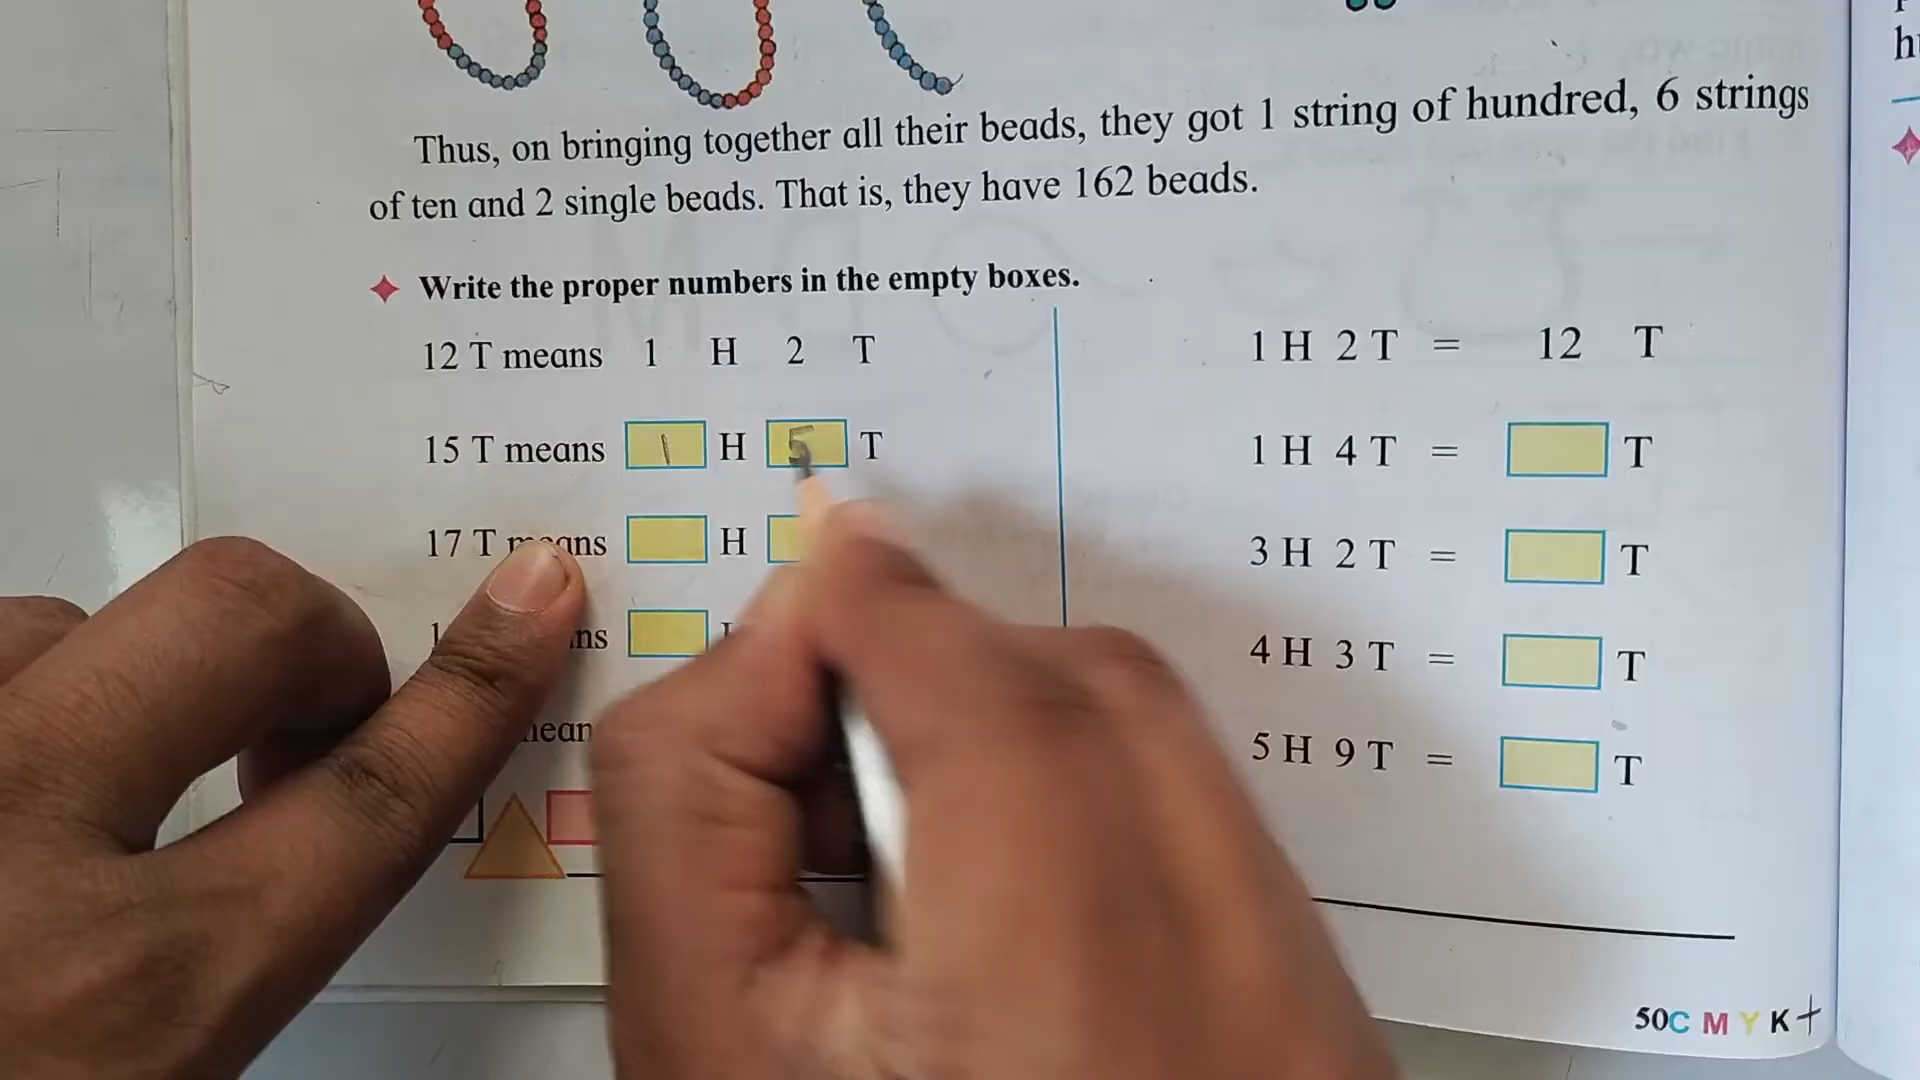 Thus, on bringing together all their beads, they got 1 string of hundred, 6 strings
of ten and 2 single beads. That is, they have 162 beads.
Write the proper numbers in the empty boxes.
12 T means 1 H 2 T
15 T means 1 H 5 T
17 T means H
1 H 2 T = 12 T
1 H 4 T = T
3 H 2 T = T
4 H 3 T = T
5 H 9 T = T
50C M Y K